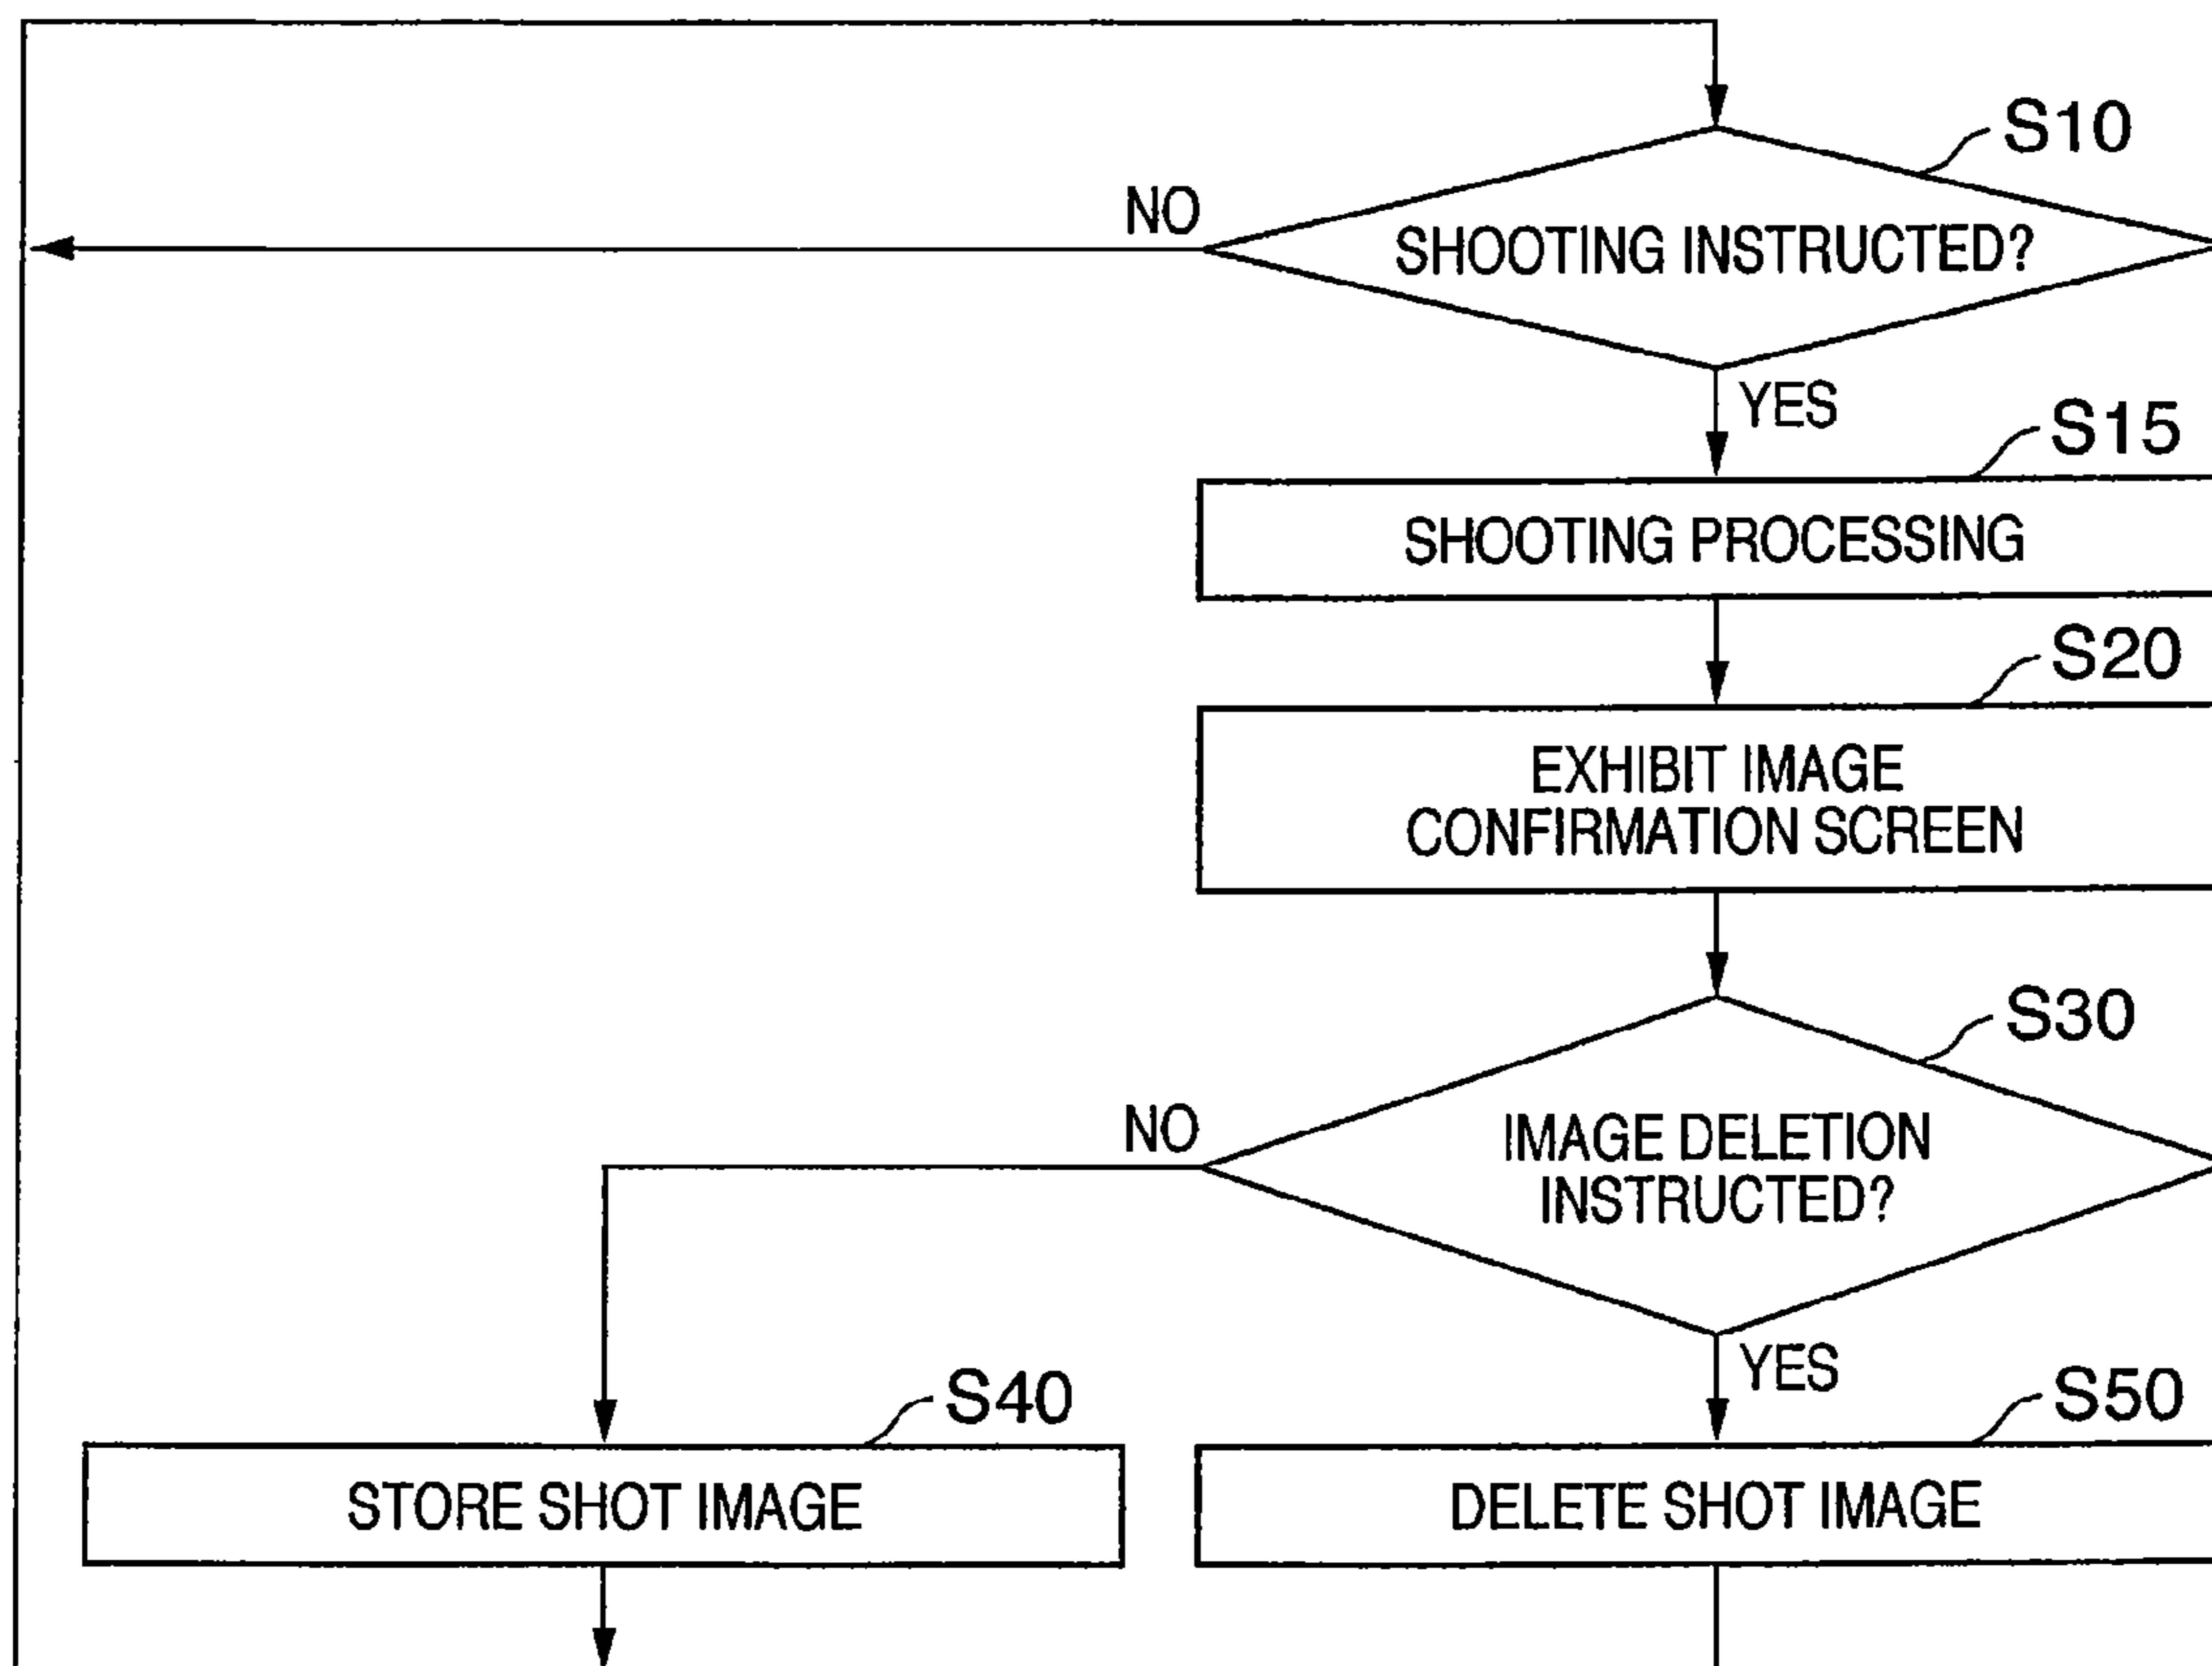 S10
NO
SHOOTING INSTRUCTED?
YES
S15
SHOOTING PROCESSING
S20
EXHIBIT IMAGE
CONFIRMATION SCREEN
S30
NO
IMAGE DELETION
INSTRUCTED?
YES
S40
S50
STORE SHOT IMAGE
DELETE SHOT IMAGE